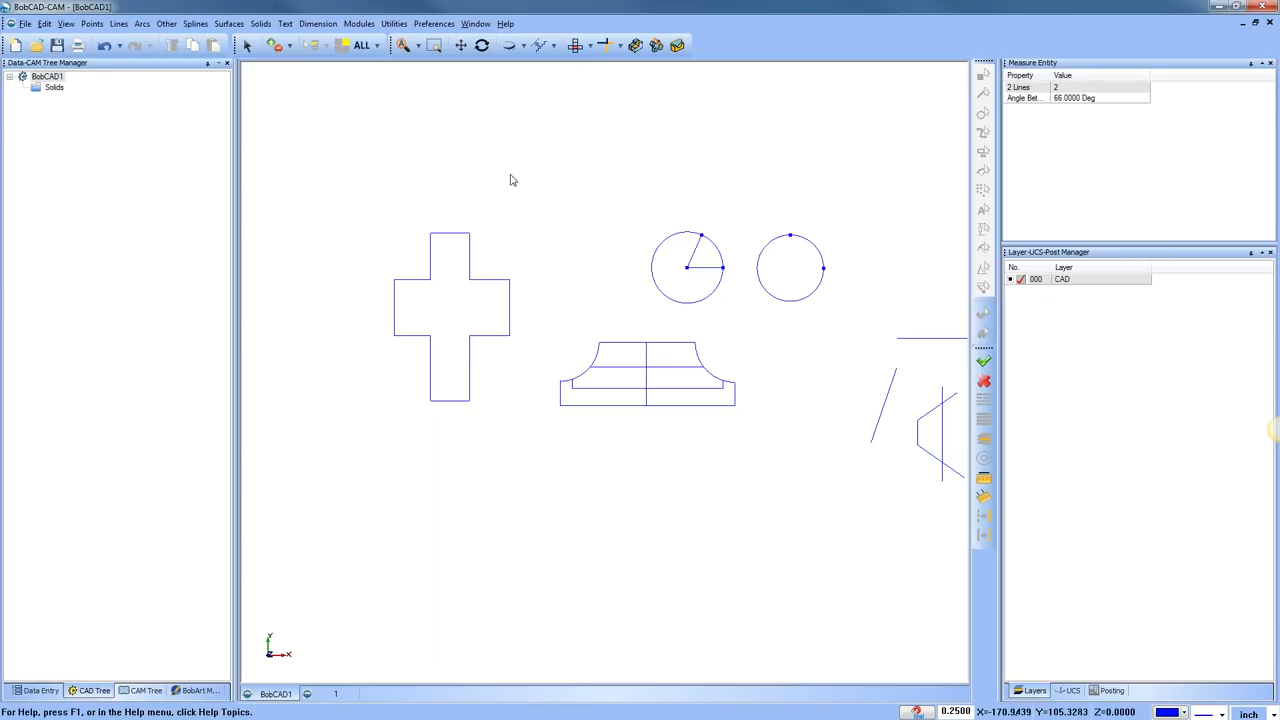 BobCAD-CAM - [BobCAD1]
File Edit View Points Lines Arcs Other Splines Surfaces Solids Text Dimension Modules Utilities Preferences Window Help
ALL
Data-CAM Tree Manager
BobCAD1
Solids
Measure Entity
Property Value
2 Lines 2
Angle Bet... 66.0000 Deg
Layer-UCS-Post Manager
No. Layer
000 CAD
Y
Z X
Data Entry CAD Tree CAM Tree BobArt M...
BobCAD1 1
Layers UCS Posting
For Help, press F1, or in the Help menu, click Help Topics.
0.2500 X=-170.9439 Y=105.3283 Z=0.0000 inch